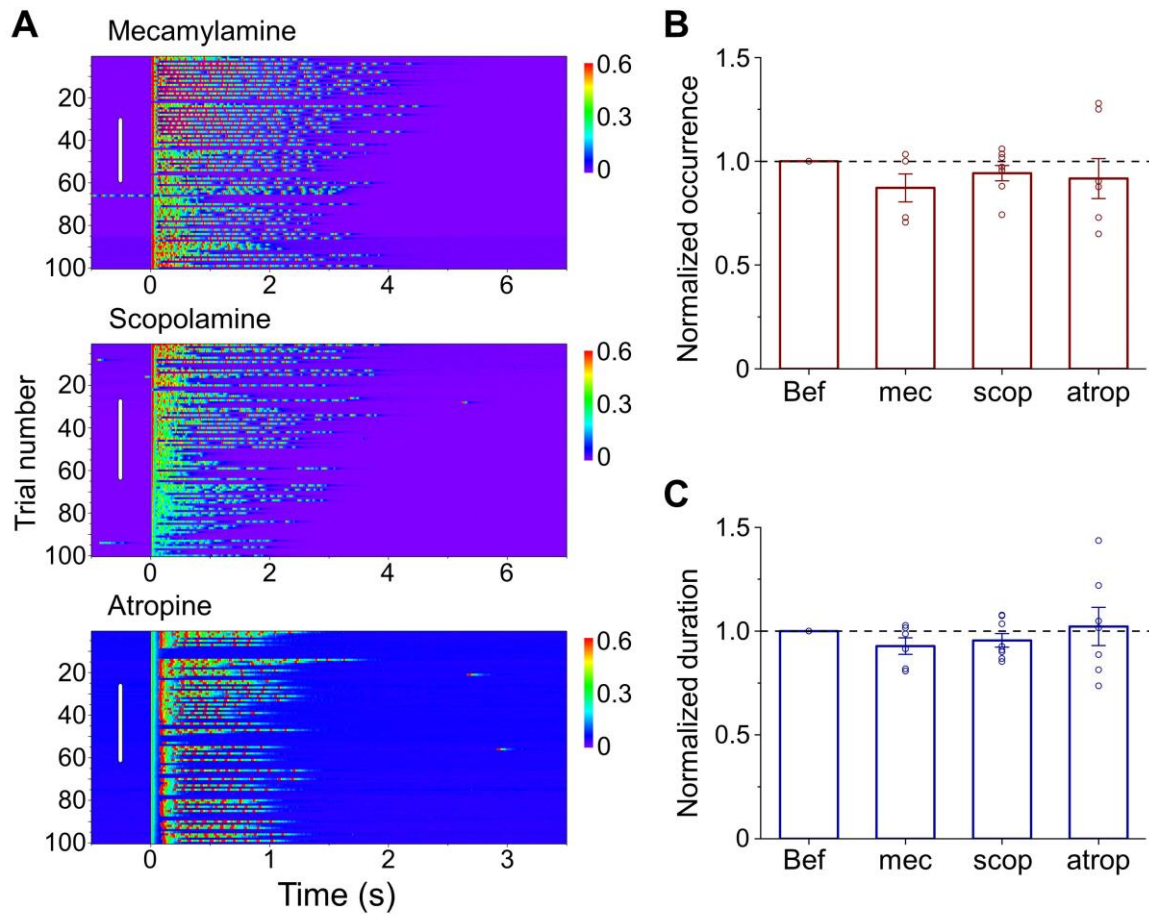 A
Mecamylamine
20
40
60
80
100
0 2 4 6
0.6
0.3
0
Scopolamine
20
40
60
80
100
0 2 4 6
0.6
0.3
0
Trial number
Atropine
20
40
60
80
100
0 1 2 3
0.6
0.3
0
Time (s)
B
Normalized occurrence
1.5
1.0
0.5
0
Bef mec scop atrop
C
Normalized duration
1.5
1.0
0.5
0
Bef mec scop atrop